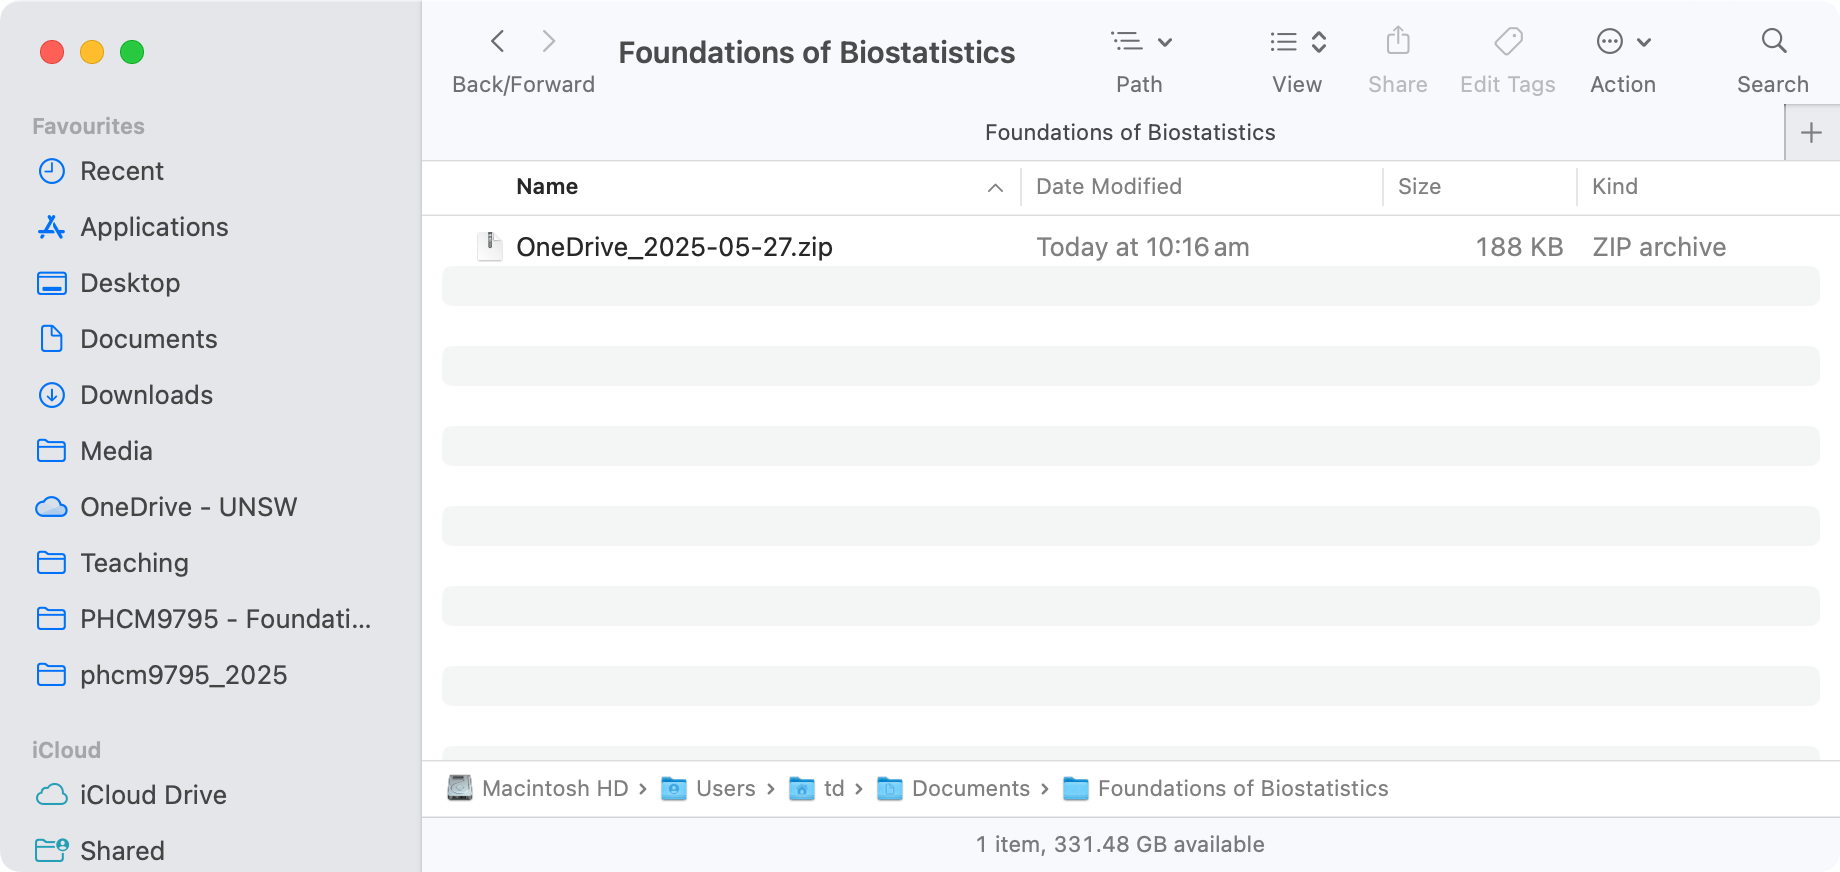 Foundations of Biostatistics
Back/Forward
Path
View
Share
Edit Tags
Action
Search
Foundations of Biostatistics
Favourites
Recent
Applications
Desktop
Documents
Downloads
Media
OneDrive - UNSW
Teaching
PHCM9795 - Foundati...
phcm9795_2025
iCloud
iCloud Drive
Shared
Name Date Modified Size Kind
OneDrive_2025-05-27.zip Today at 10:16 am 188 KB ZIP archive
Macintosh HD › Users › td › Documents › Foundations of Biostatistics
1 item, 331.48 GB available